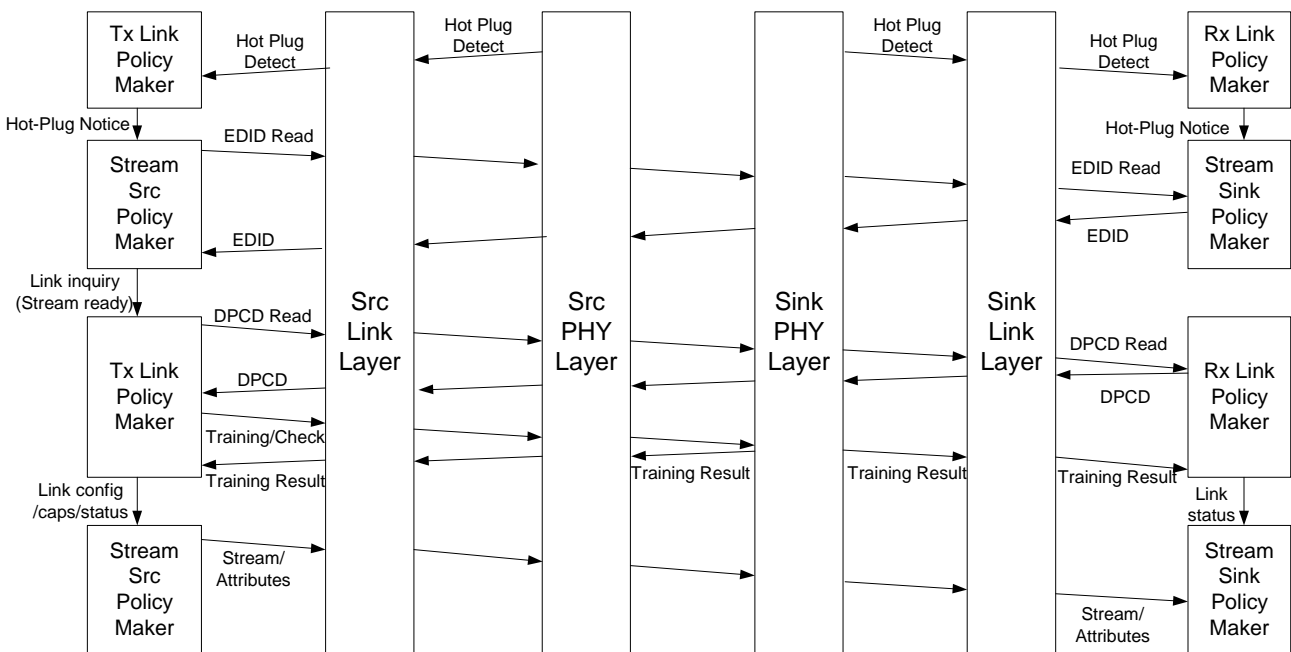 Tx Link
Policy
Maker
Hot Plug
Detect
Hot Plug
Detect
Hot Plug
Detect
Hot Plug
Detect
Rx Link
Policy
Maker
Hot-Plug Notice
Hot-Plug Notice
Stream
Src
Policy
Maker
EDID Read
EDID
EDID Read
EDID
Stream
Sink
Policy
Maker
Link inquiry
(Stream ready)
Src
Link
Layer
Src
PHY
Layer
Sink
PHY
Layer
Sink
Link
Layer
Tx Link
Policy
Maker
DPCD Read
DPCD
Training/Check
Training Result
Training Result
Training Result
Training Result
DPCD Read
DPCD
Rx Link
Policy
Maker
Link config
/caps/status
Link
status
Stream
Src
Policy
Maker
Stream/
Attributes
Stream/
Attributes
Stream
Sink
Policy
Maker